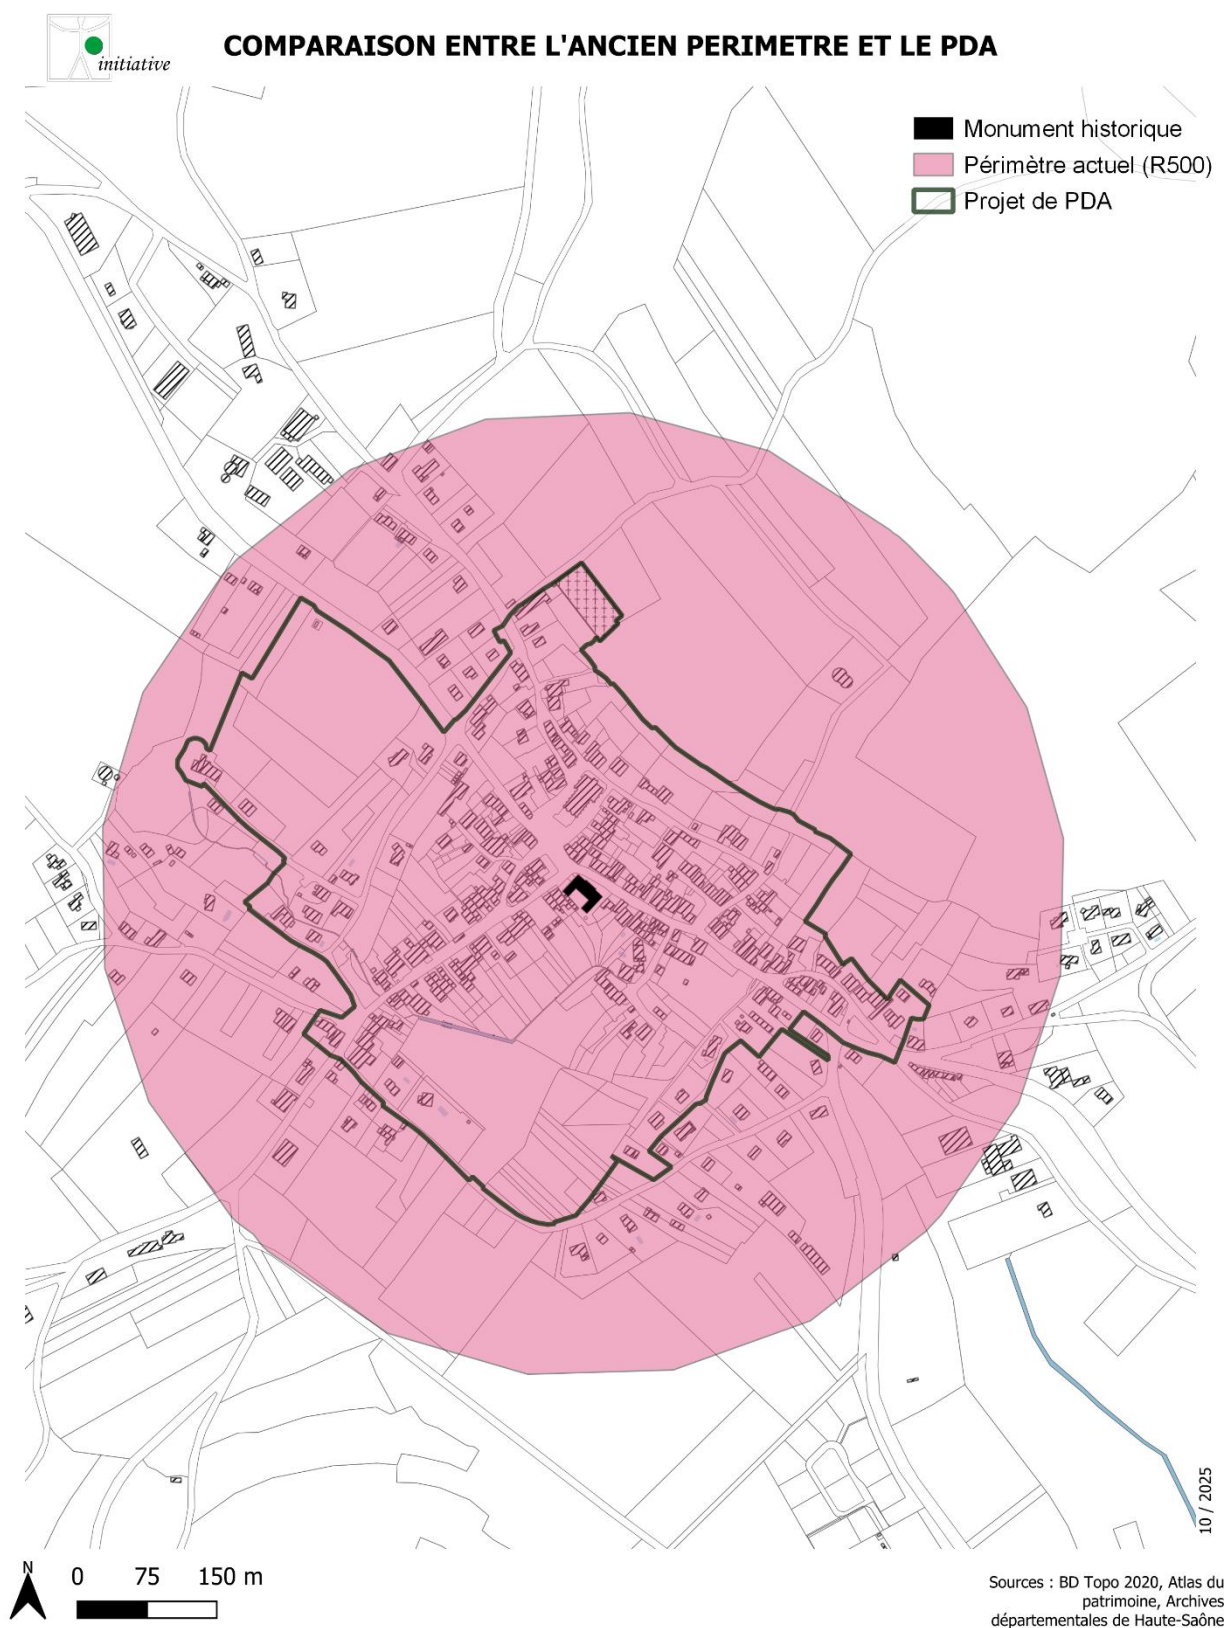 initiative
COMPARAISON ENTRE L'ANCIEN PERIMETRE ET LE PDA
Monument historique
Périmètre actuel (R500)
Projet de PDA
10 / 2025
N
0 75 150 m
Sources : BD Topo 2020, Atlas du
patrimoine, Archives
départementales de Haute-Saône